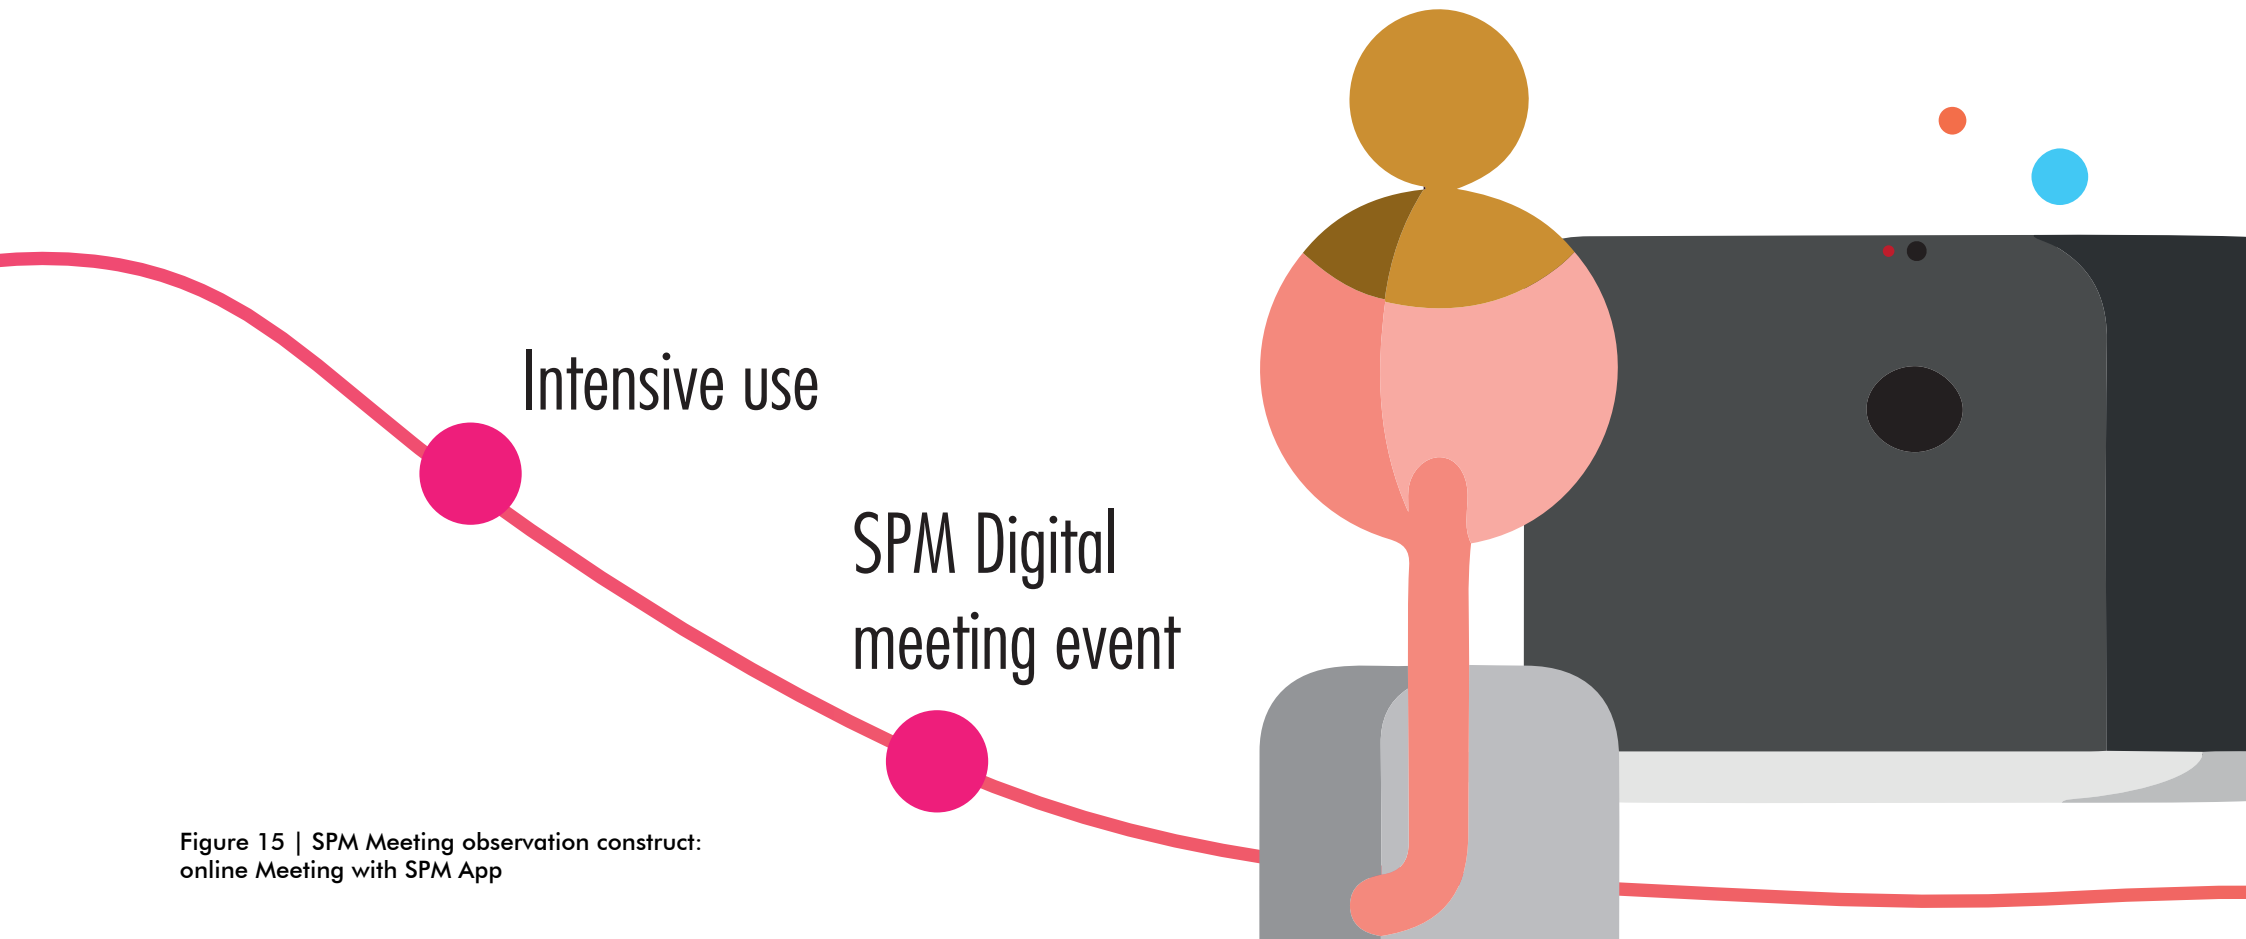 Intensive use
SPM Digital
meeting event
Figure 15 | SPM Meeting observation construct:
online Meeting with SPM App